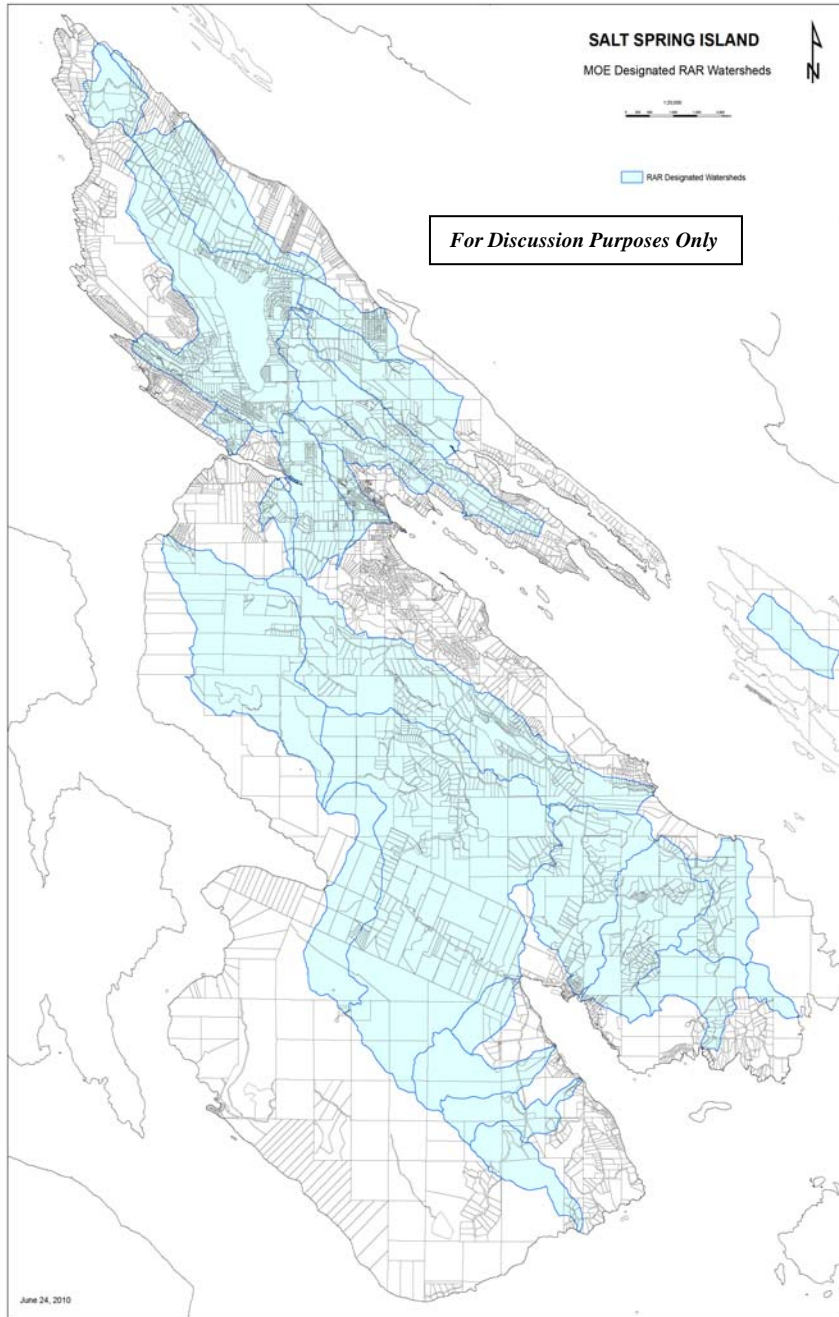 SALT SPRING ISLAND
MOE Designated RAR Watersheds
N
RAR Designated Watersheds
For Discussion Purposes Only
June 24, 2010